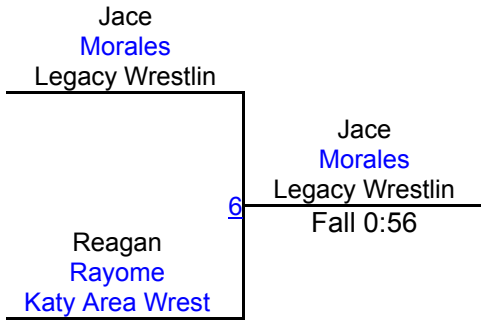 Jace
Morales
Legacy Wrestlin
6
Jace
Morales
Legacy Wrestlin
Fall 0:56
Reagan
Rayome
Katy Area Wrest